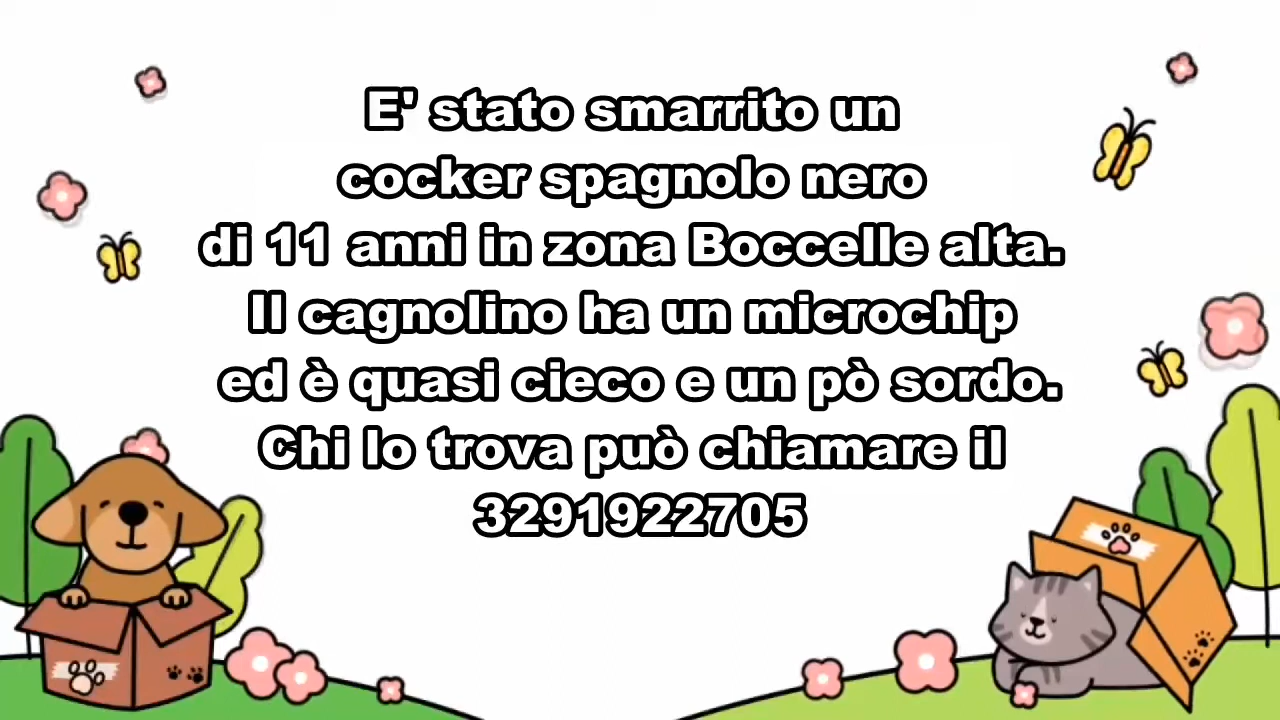 E' stato smarrito un
cocker spagnolo nero
di 11 anni in zona Boccelle alta.
Il cagnolino ha un microchip
ed è quasi cieco e un pò sordo.
Chi lo trova può chiamare il
3291922705